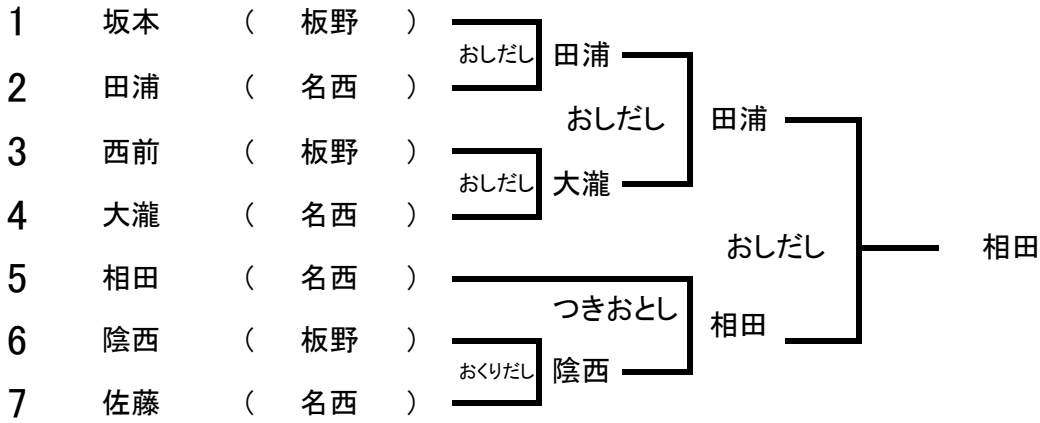 1 坂本 ( 板野 )
おしだし 田浦
2 田浦 ( 名西 )
おしだし 田浦
3 西前 ( 板野 )
おしだし 大瀧
4 大瀧 ( 名西 )
おしだし 相田
5 相田 ( 名西 )
つきおとし 相田
6 陰西 ( 板野 )
おくりだし 陰西
7 佐藤 ( 名西 )